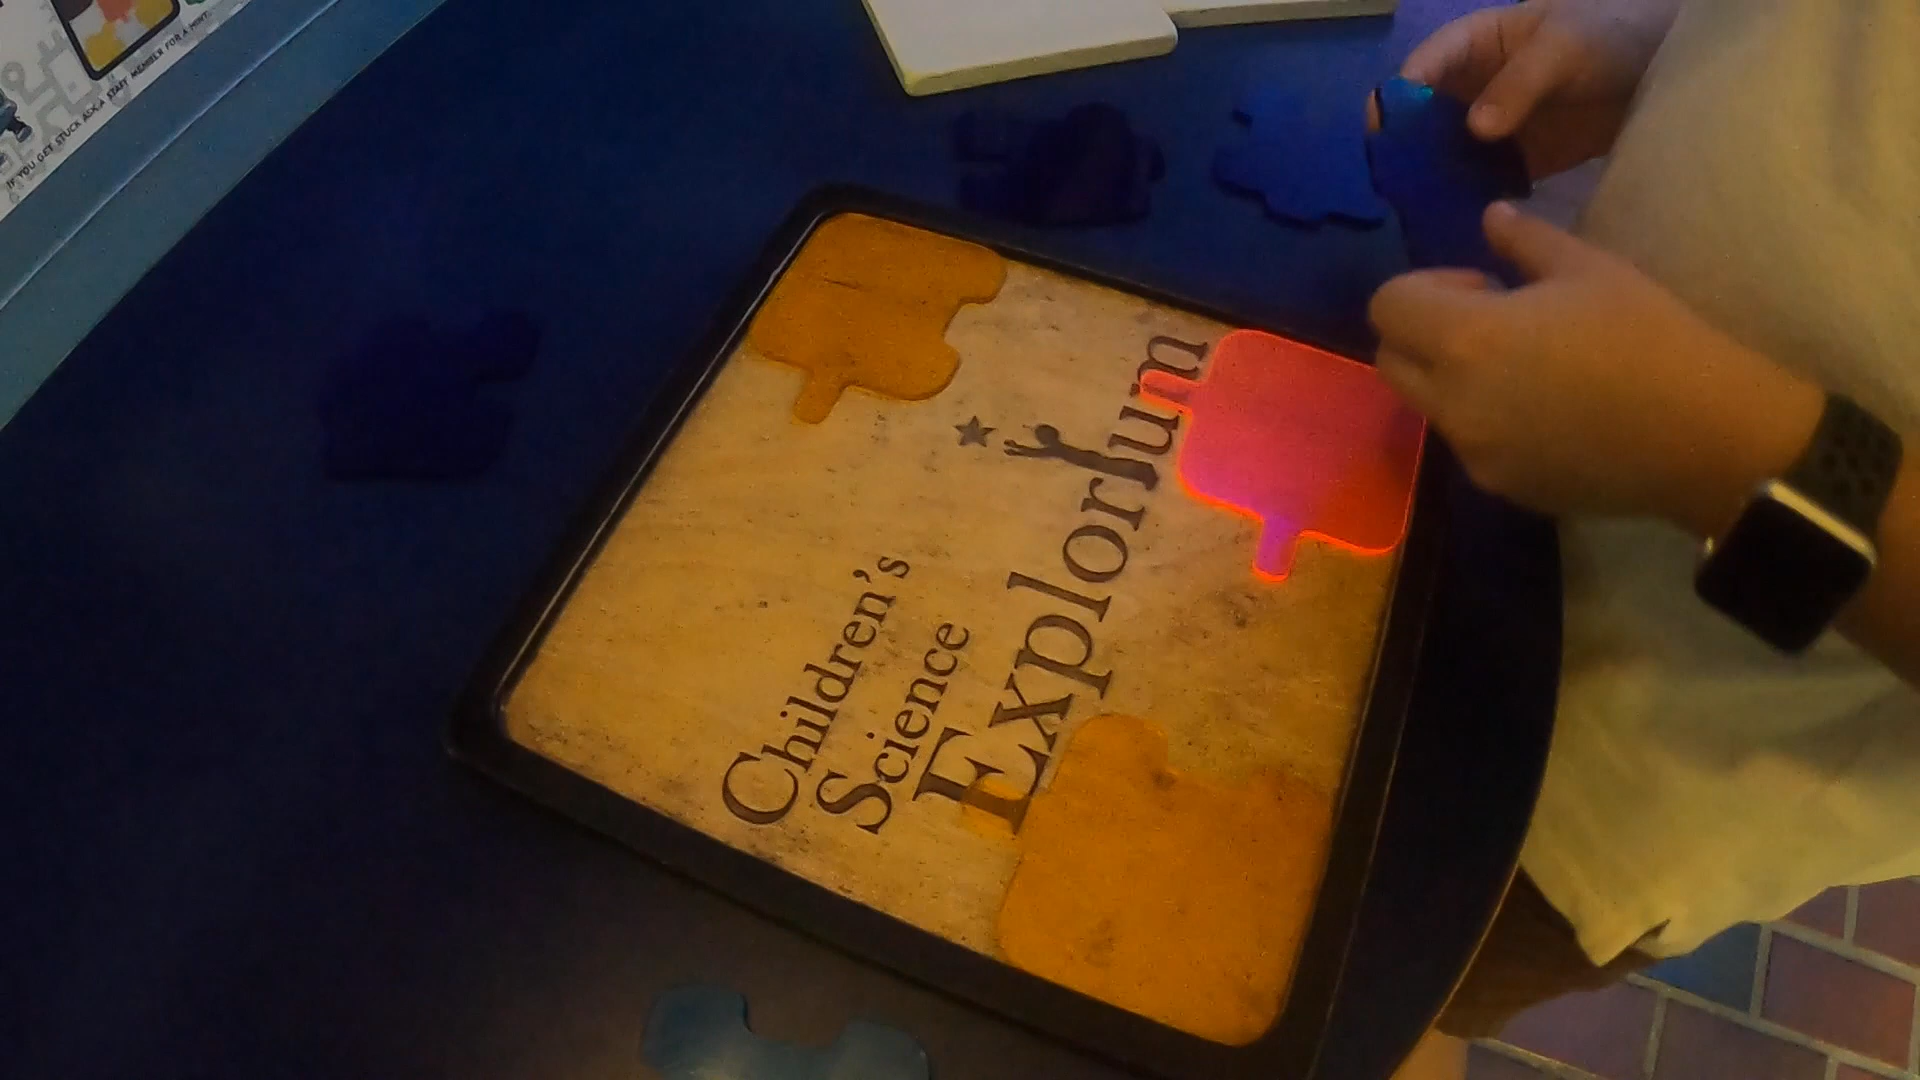 IF YOU GET STUCK ASK A STAFF MEMBER FOR A HINT.
Children's
Science
Explorium